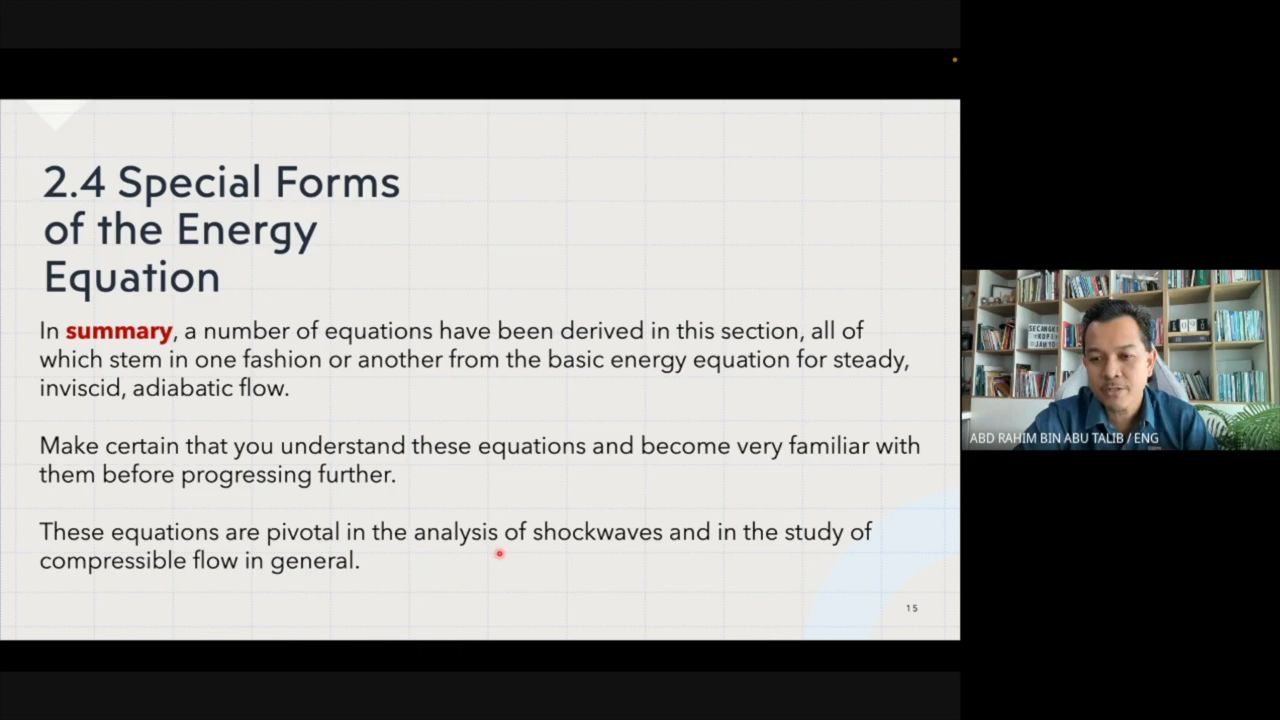 2.4 Special Forms
of the Energy
Equation
In summary, a number of equations have been derived in this section, all of
which stem in one fashion or another from the basic energy equation for steady,
inviscid, adiabatic flow.
Make certain that you understand these equations and become very familiar with
them before progressing further.
These equations are pivotal in the analysis of shockwaves and in the study of
compressible flow in general.
15
ABD RAHIM BIN ABU TALIB / ENG